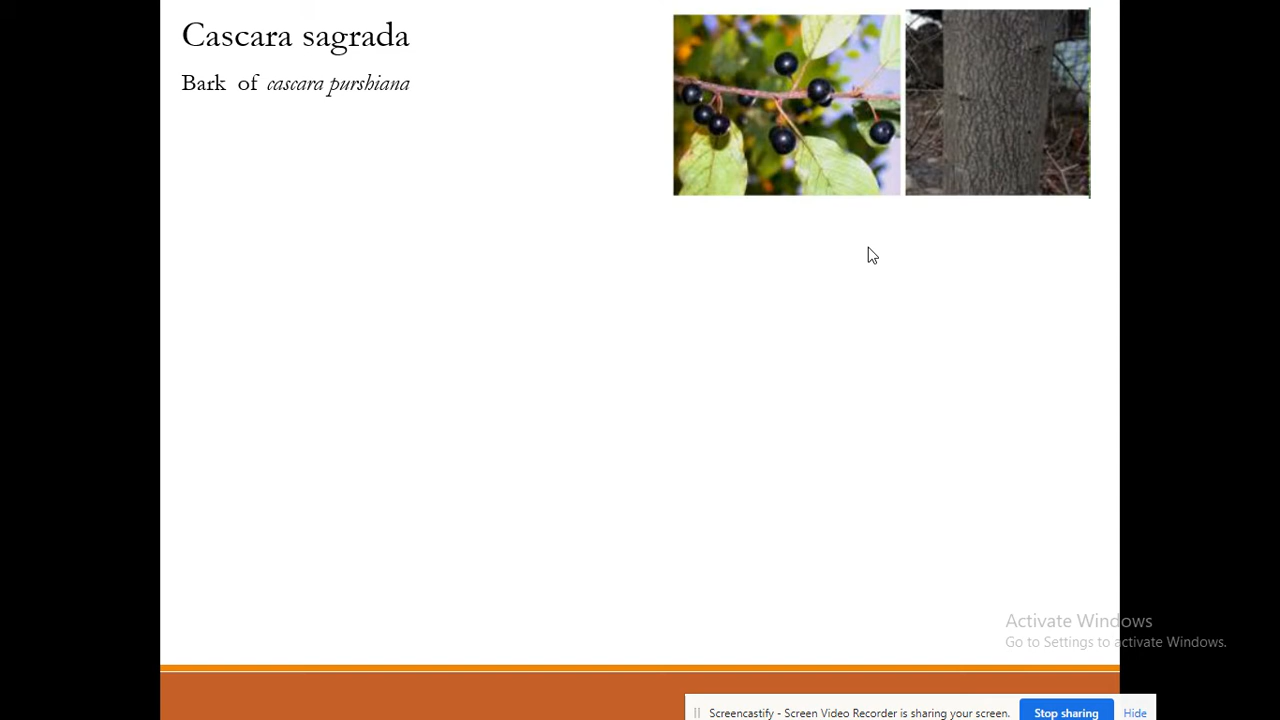 Cascara sagrada
Bark of cascara purshiana
Activate Windows
Go to Settings to activate Windows.
Screencastify - Screen Video Recorder is sharing your screen.
Stop sharing
Hide